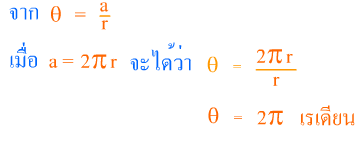 จาก θ = a/r
เมื่อ a = 2πr จะได้ว่า θ = 2πr/r
θ = 2π เรเดียน